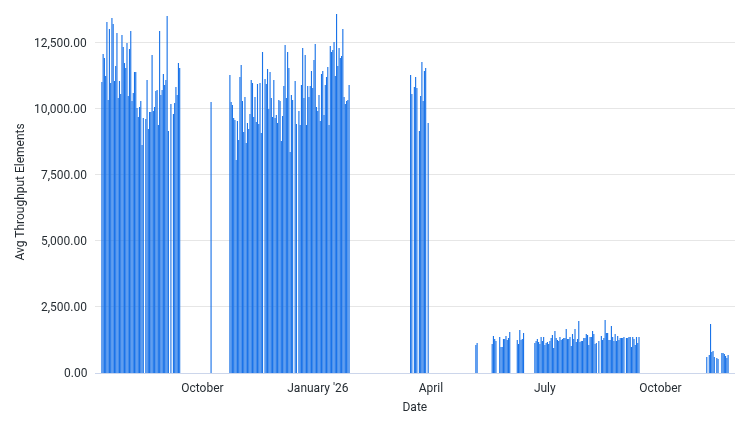 Avg Throughput Elements
12,500.00
10,000.00
7,500.00
5,000.00
2,500.00
0.00
October
January '26
April
July
October
Date